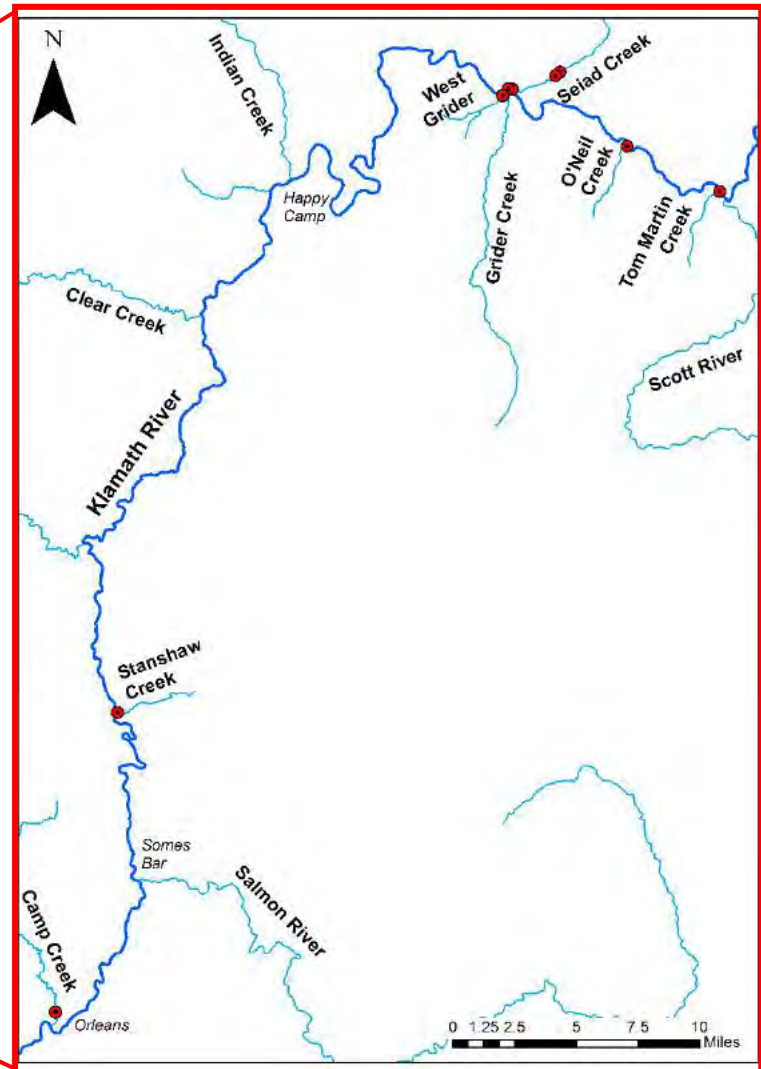 N
Indian Creek
West
Grider
Seiad Creek
O'Neil
Creek
Tom Martin
Creek
Grider Creek
Happy
Camp
Clear Creek
Scott River
Klamath River
Stanshaw
Creek
Somes
Bar
Salmon River
Camp Creek
Orleans
0 1.25 2.5 5 7.5 10
Miles